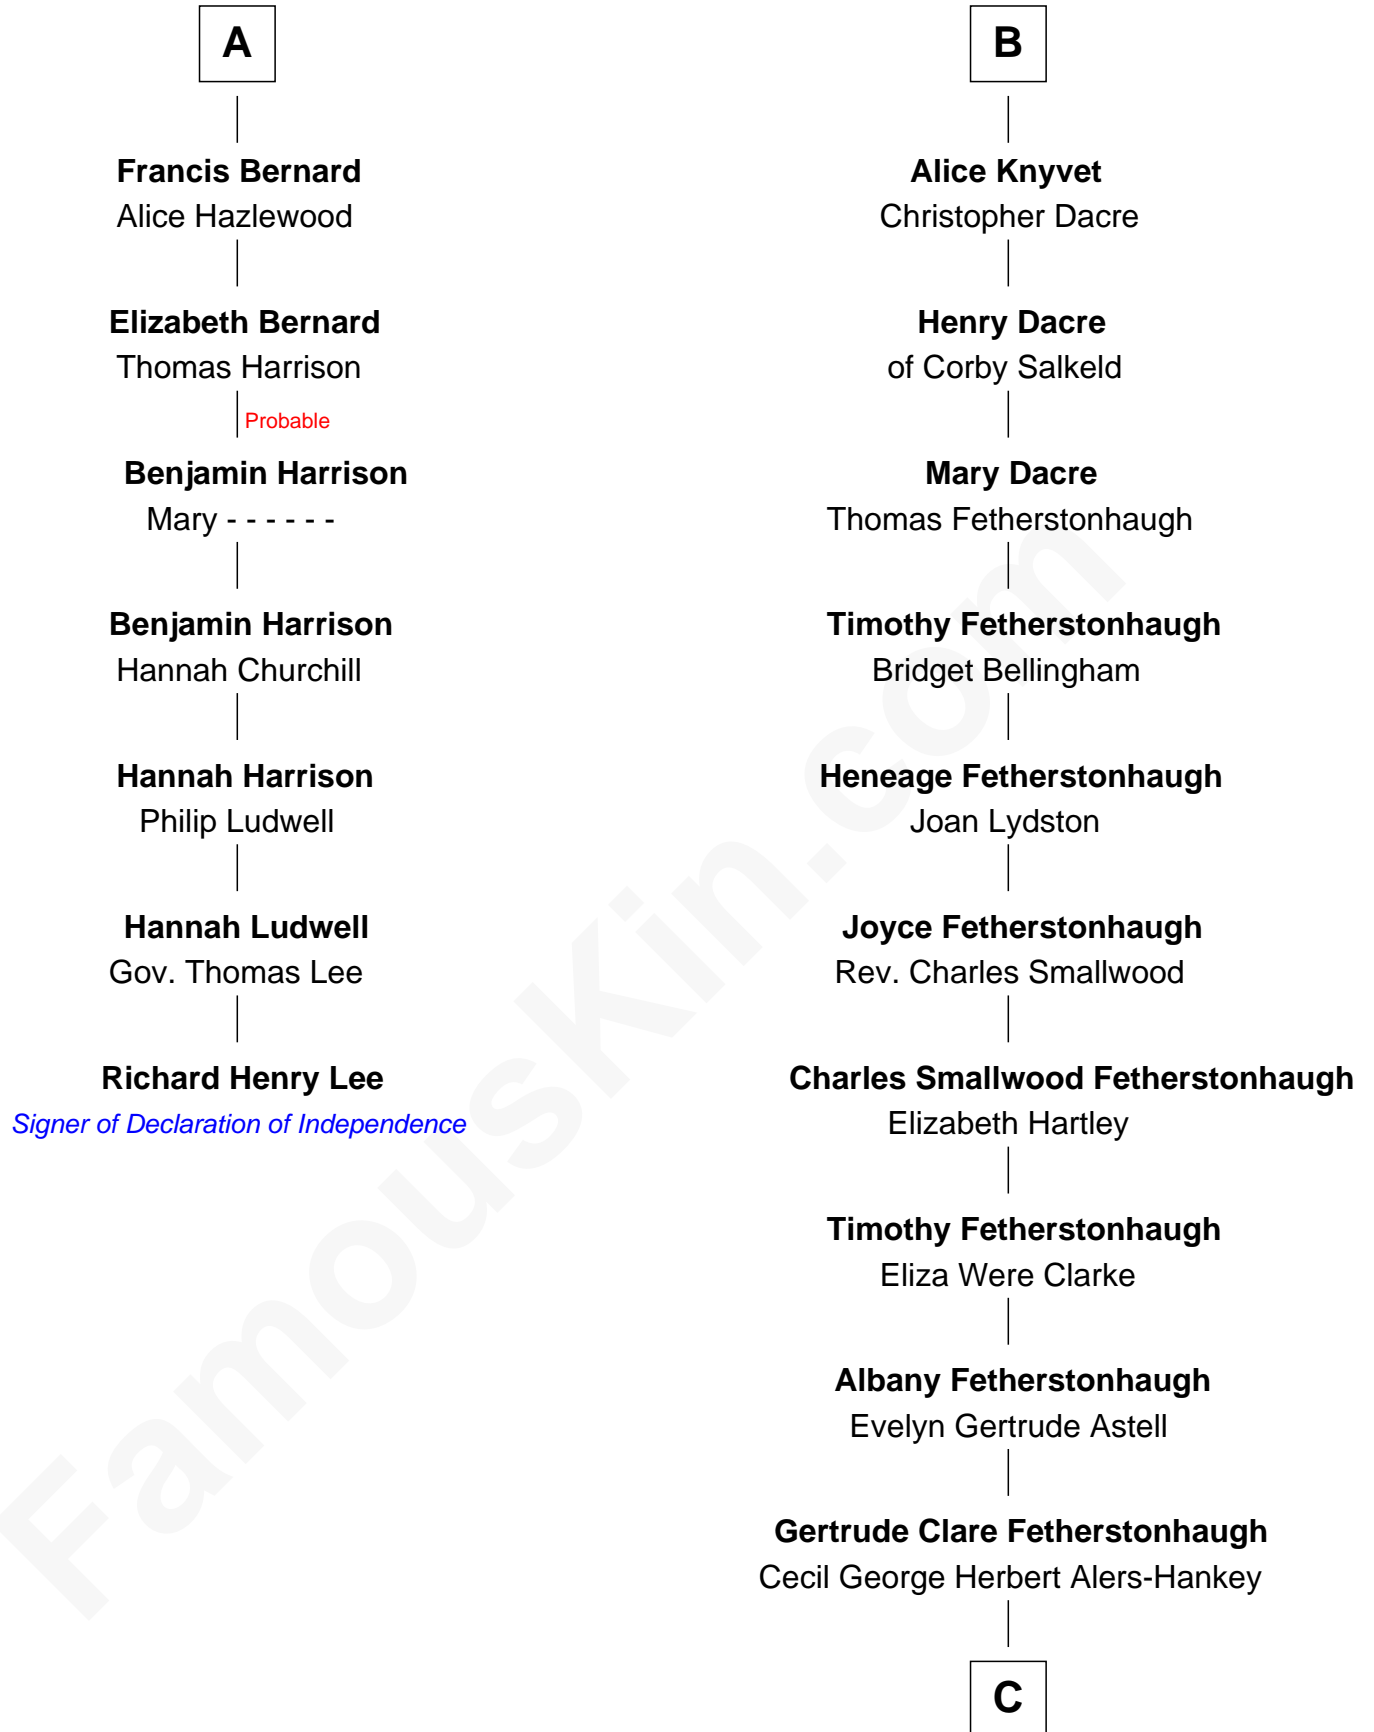 A
Francis Bernard
Alice Hazlewood
Elizabeth Bernard
Thomas Harrison
Probable
Benjamin Harrison
Mary - - - - - -
Benjamin Harrison
Hannah Churchill
Hannah Harrison
Philip Ludwell
Hannah Ludwell
Gov. Thomas Lee
Richard Henry Lee
Signer of Declaration of Independence
B
Alice Knyvet
Christopher Dacre
Henry Dacre
of Corby Salkeld
Mary Dacre
Thomas Fetherstonhaugh
Timothy Fetherstonhaugh
Bridget Bellingham
Heneage Fetherstonhaugh
Joan Lydston
Joyce Fetherstonhaugh
Rev. Charles Smallwood
Charles Smallwood Fetherstonhaugh
Elizabeth Hartley
Timothy Fetherstonhaugh
Eliza Were Clarke
Albany Fetherstonhaugh
Evelyn Gertrude Astell
Gertrude Clare Fetherstonhaugh
Cecil George Herbert Alers-Hankey
C
FamousKin.com